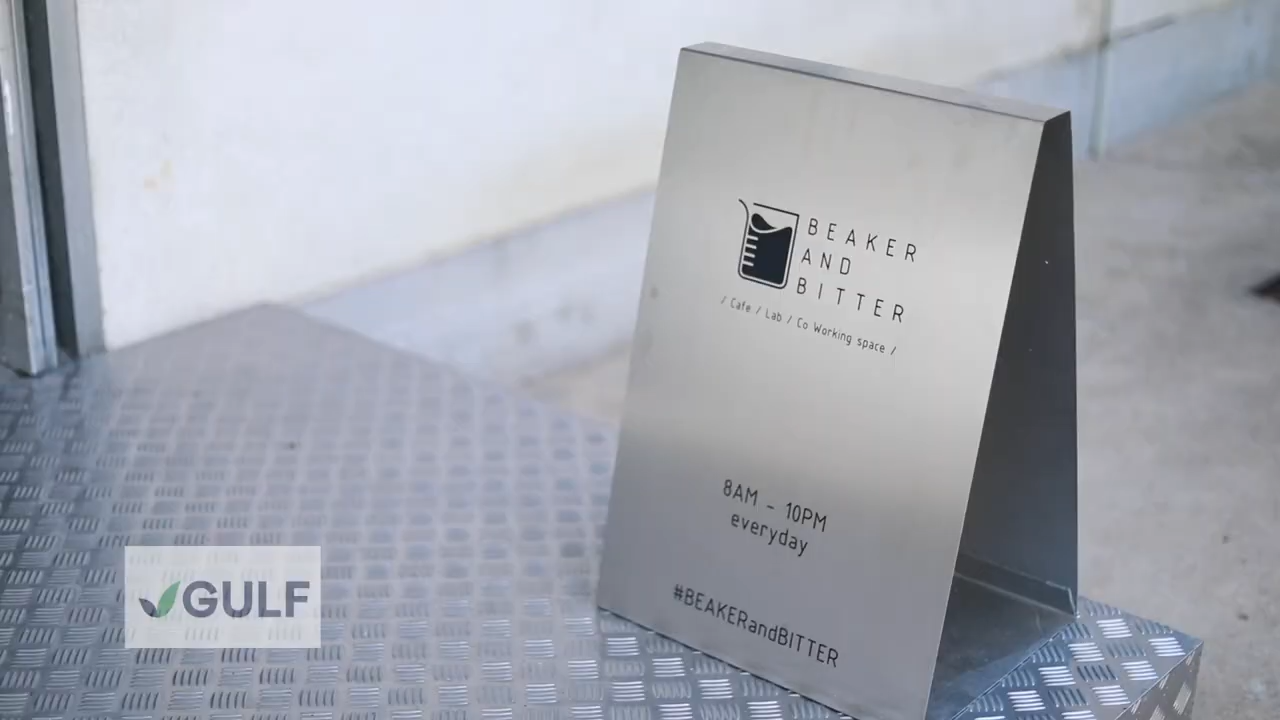 BEAKER
AND
BITTER
/ Cafe / Lab / Co Working space /
8AM - 10PM
everyday
#BEAKERandBITTER
GULF